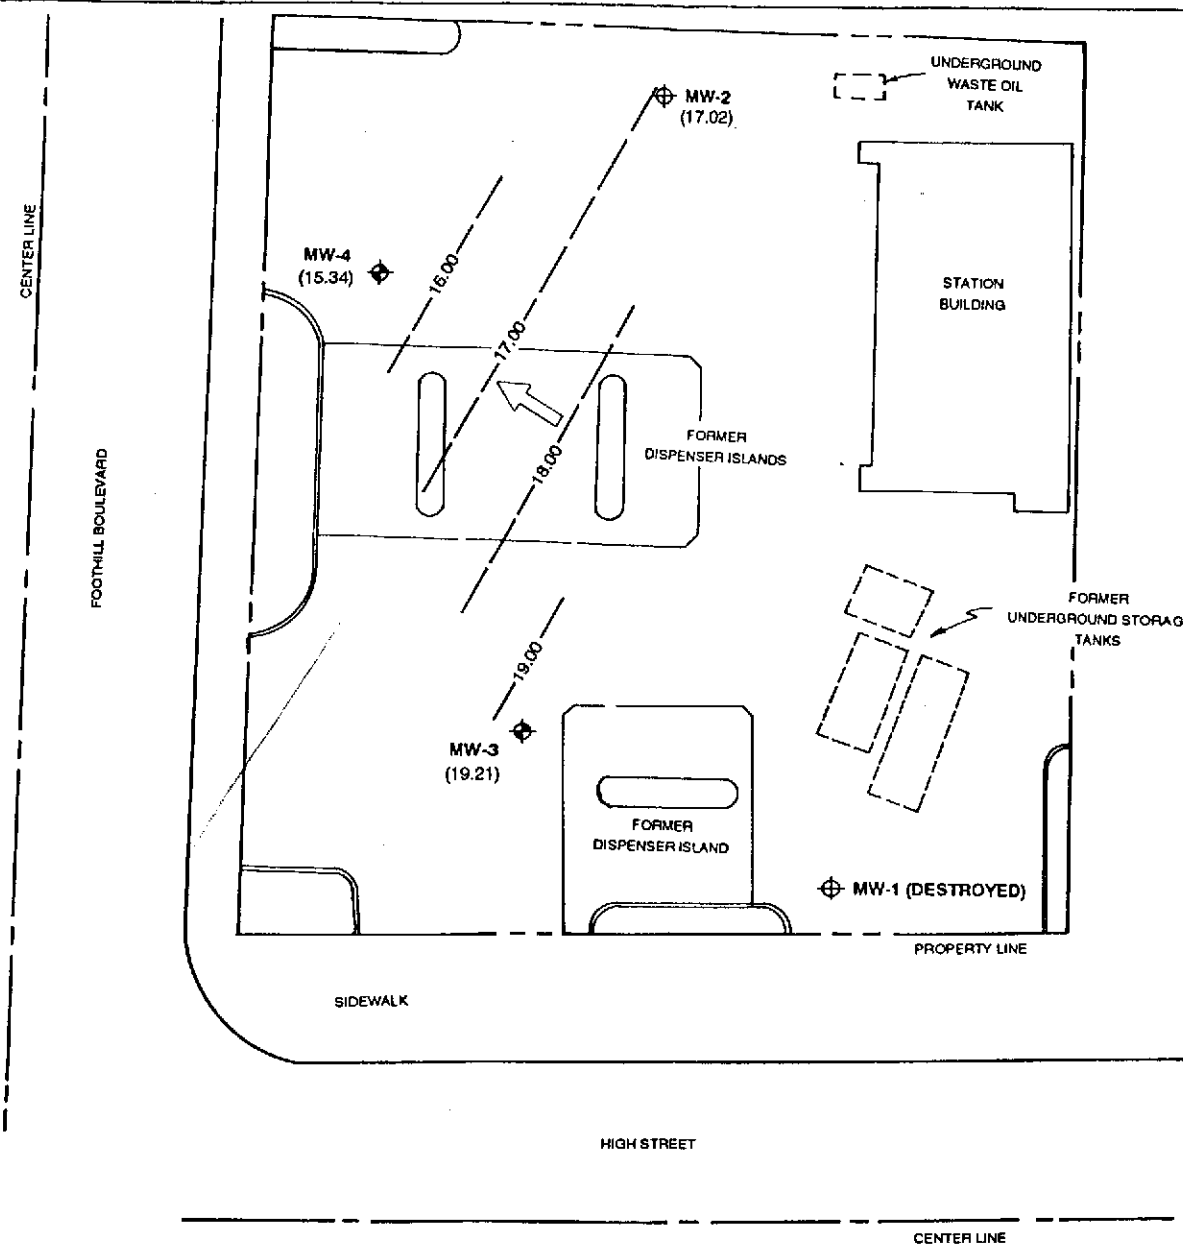 UNDERGROUND
WASTE OIL
TANK
MW-2
(17.02)
CENTER LINE
MW-4
(15.34)
16.00
17.00
STATION
BUILDING
FORMER
DISPENSER ISLANDS
18.00
FOOTHILL BOULEVARD
FORMER
UNDERGROUND STORAG
TANKS
19.00
MW-3
(19.21)
FORMER
DISPENSER ISLAND
MW-1 (DESTROYED)
PROPERTY LINE
SIDEWALK
HIGH STREET
CENTER LINE